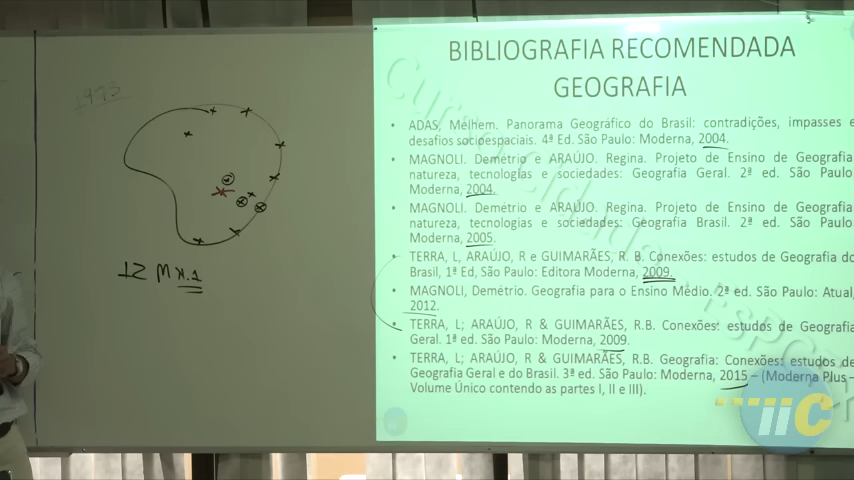 1973
BIBLIOGRAFIA RECOMENDADA
GEOGRAFIA
• ADAS, Melhem. Panorama Geográfico do Brasil: contradições, impasses e
desafios socioespaciais. 4ª Ed. São Paulo: Moderna, 2004.
• MAGNOLI. Demétrio e ARAÚJO. Regina. Projeto de Ensino de Geografia
natureza, tecnologias e sociedades: Geografia Geral. 2ª ed. São Paulo
Moderna, 2004.
• MAGNOLI. Demétrio e ARAÚJO. Regina. Projeto de Ensino de Geografia
natureza, tecnologias e sociedades: Geografia Brasil. 2ª ed. São Paulo
Moderna, 2005.
• TERRA, L, ARAÚJO, R e GUIMARÃES, R. B. Conexões: estudos de Geografia do
Brasil, 1ª Ed, São Paulo: Editora Moderna, 2009.
• MAGNOLI, Demétrio. Geografia para o Ensino Médio. 2ª ed. São Paulo: Atual,
2012.
• TERRA, L; ARAÚJO, R & GUIMARÃES, R.B. Conexões: estudos de Geografia
Geral. 1ª ed. São Paulo: Moderna, 2009.
• TERRA, L; ARAÚJO, R & GUIMARÃES, R.B. Geografia: Conexões: estudos de
Geografia Geral e do Brasil. 3ª ed. São Paulo: Moderna, 2015 – (Moderna Plus –
Volume Único contendo as partes I, II e III).
iiC